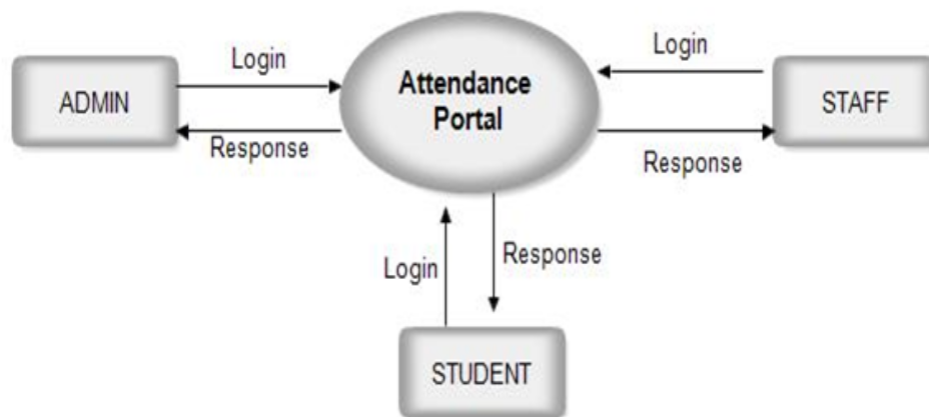 Login
Login
ADMIN
Attendance
Portal
STAFF
Response
Response
Login
Response
STUDENT